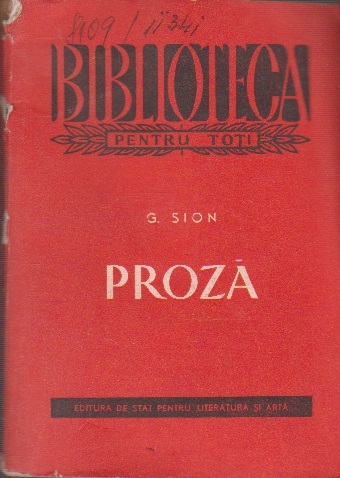 BIBLIOTECA
PENTRU TOȚI
G. SION
PROZĂ
EDITURA DE STAT PENTRU LITERATURĂ ȘI ARTĂ